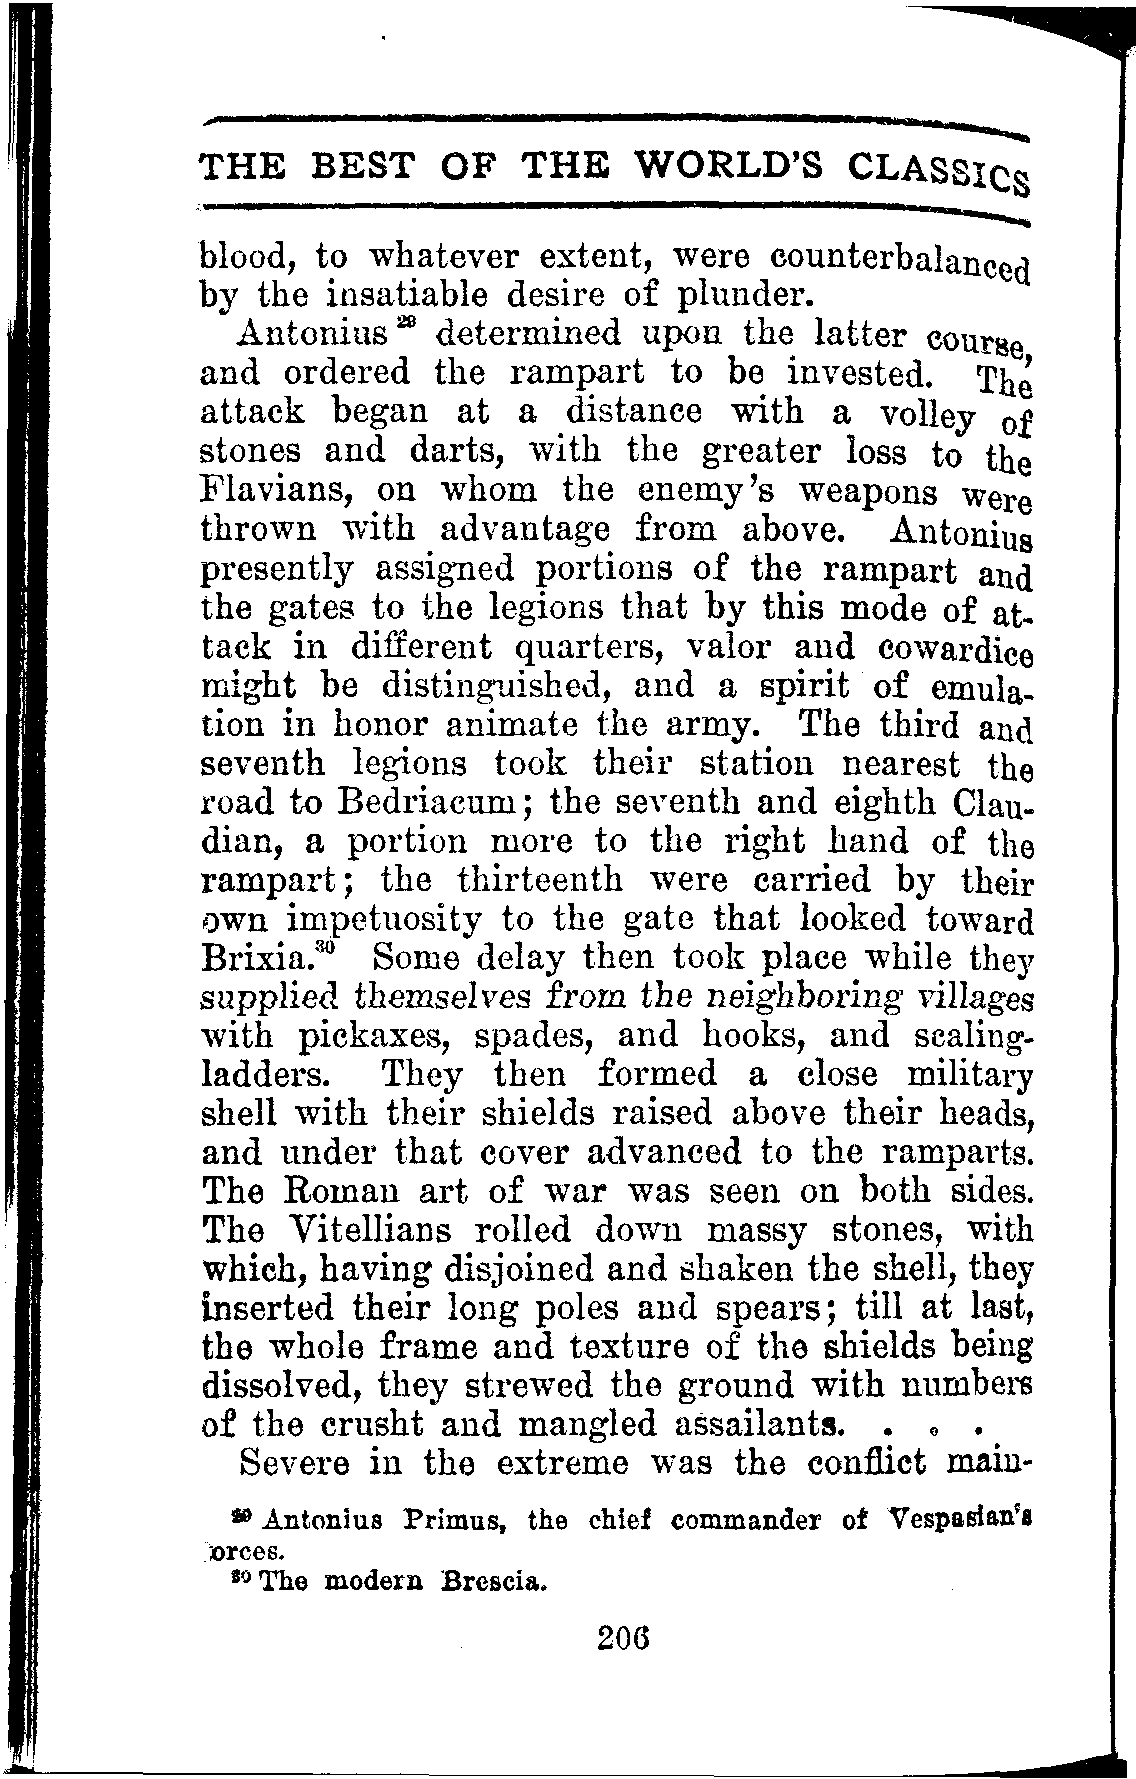 THE BEST OF THE WORLD'S CLASSICS
blood, to whatever extent, were counterbalanced
by the insatiable desire of plunder.
Antonius²⁹ determined upon the latter course,
and ordered the rampart to be invested. The
attack began at a distance with a volley of
stones and darts, with the greater loss to the
Flavians, on whom the enemy's weapons were
thrown with advantage from above. Antonius
presently assigned portions of the rampart and
the gates to the legions that by this mode of at-
tack in different quarters, valor and cowardice
might be distinguished, and a spirit of emula-
tion in honor animate the army. The third and
seventh legions took their station nearest the
road to Bedriacum; the seventh and eighth Clau-
dian, a portion more to the right hand of the
rampart; the thirteenth were carried by their
own impetuosity to the gate that looked toward
Brixia.³⁰ Some delay then took place while they
supplied themselves from the neighboring villages
with pickaxes, spades, and hooks, and scaling-
ladders. They then formed a close military
shell with their shields raised above their heads,
and under that cover advanced to the ramparts.
The Roman art of war was seen on both sides.
The Vitellians rolled down massy stones, with
which, having disjoined and shaken the shell, they
inserted their long poles and spears; till at last,
the whole frame and texture of the shields being
dissolved, they strewed the ground with numbers
of the crusht and mangled assailants. . . .
Severe in the extreme was the conflict main-
²⁹ Antonius Primus, the chief commander of Vespasian's
orces.
³⁰ The modern Brescia.
206